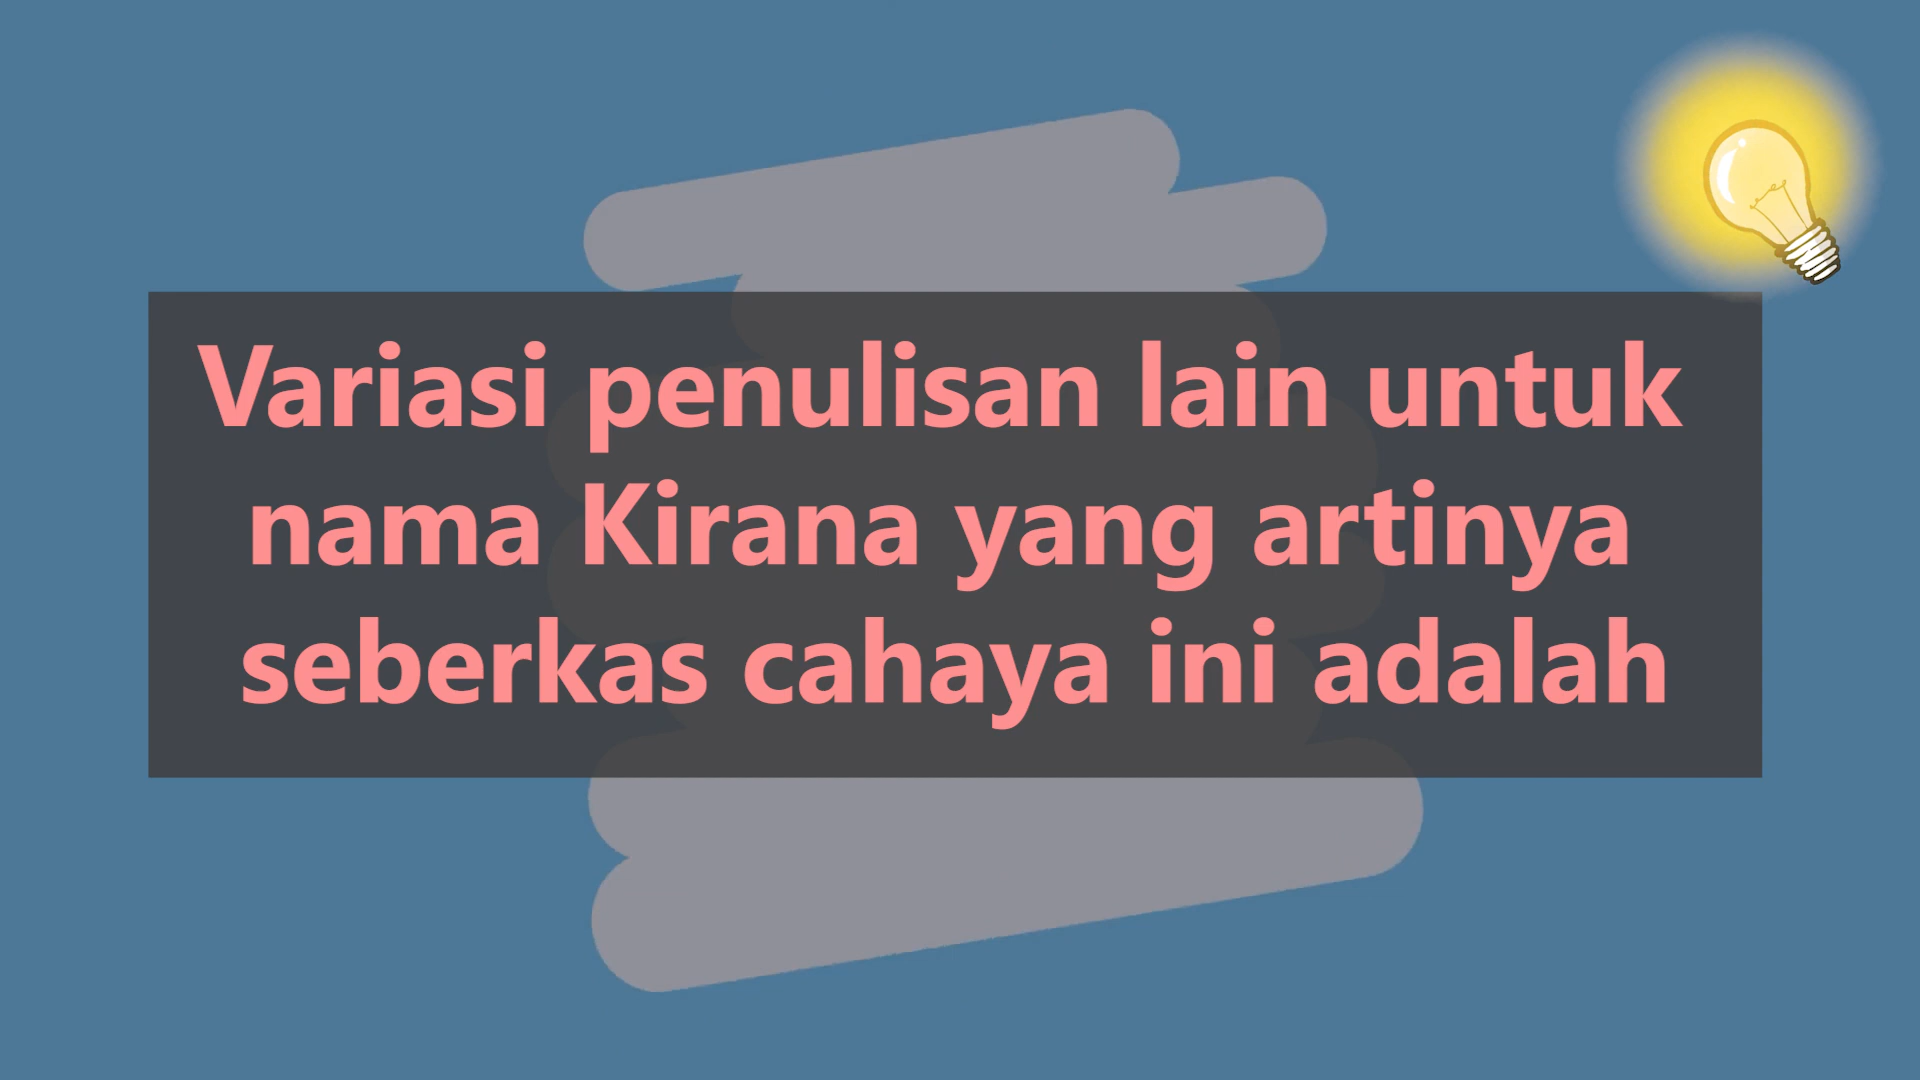 Variasi penulisan lain untuk
nama Kirana yang artinya
seberkas cahaya ini adalah